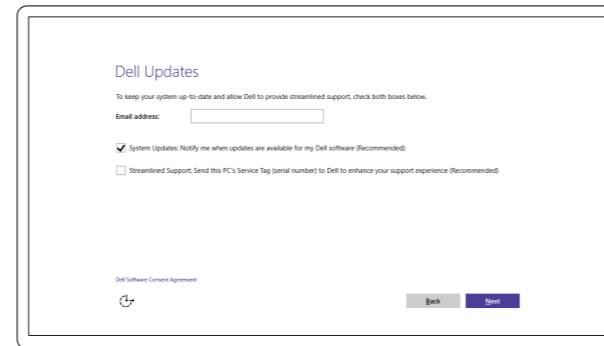 Dell Updates
To keep your system up-to-date and allow Dell to provide streamlined support, check both boxes below.
Email address:
System Updates: Notify me when updates are available for my Dell software (Recommended)
Streamlined Support: Send this PC's Service Tag (serial number) to Dell to enhance your support experience (Recommended)
Dell Software Consent Agreement
Back Next